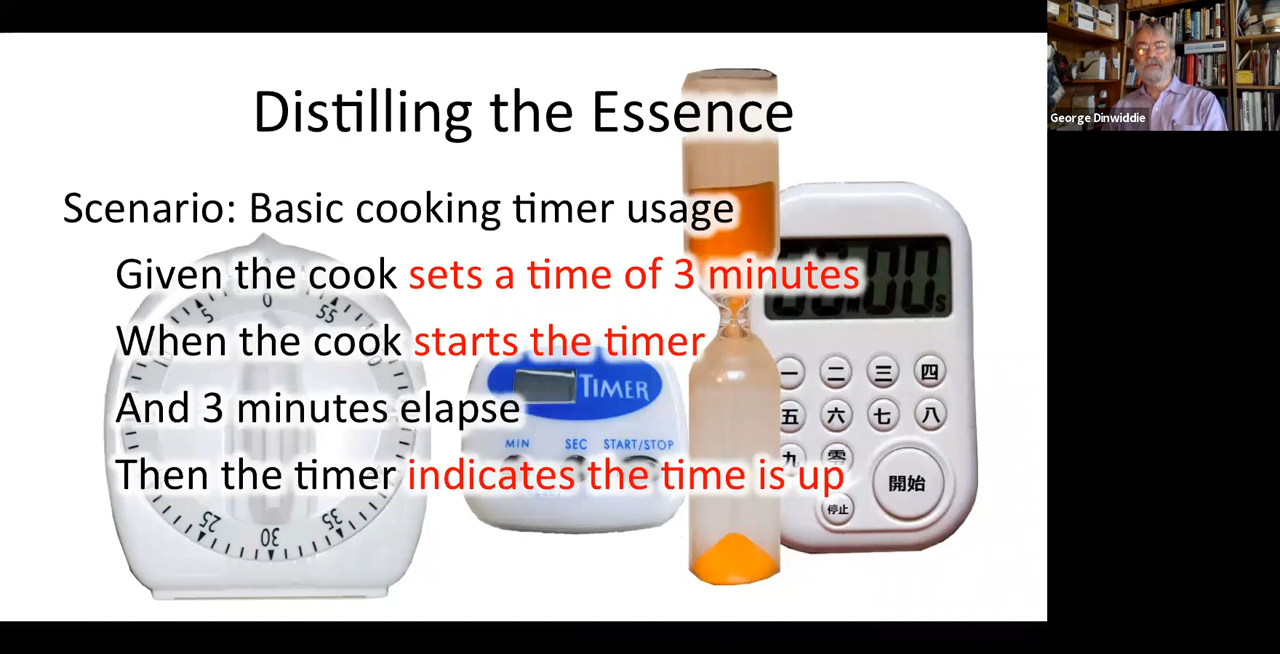 Distilling the Essence
George Dinwiddie
Scenario: Basic cooking timer usage
Given the cook sets a time of 3 minutes
When the cook starts the timer
And 3 minutes elapse
Then the timer indicates the time is up
0
5
55
25
30
35
TIMER
MIN SEC START/STOP
00
s
一 二 三 四
五 六 七 八
九 零
開始
停止